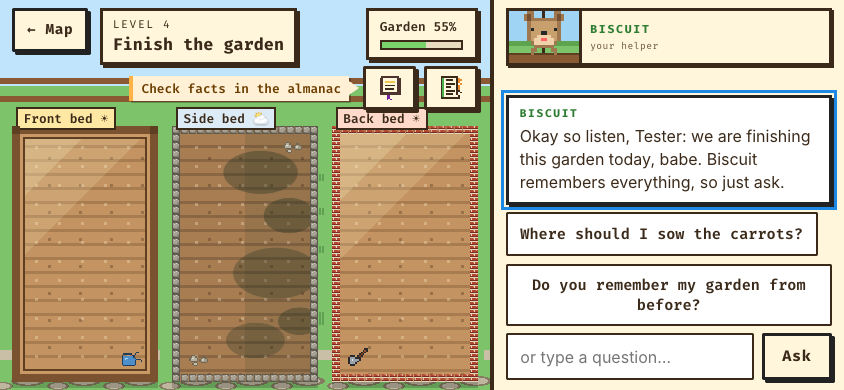 ← Map
LEVEL 4
Finish the garden
Garden 55%
Check facts in the almanac
Front bed ☀
Side bed ⛅
Back bed ☀
BISCUIT
your helper
BISCUIT
Okay so listen, Tester: we are finishing
this garden today, babe. Biscuit
remembers everything, so just ask.
Where should I sow the carrots?
Do you remember my garden from
before?
or type a question...
Ask